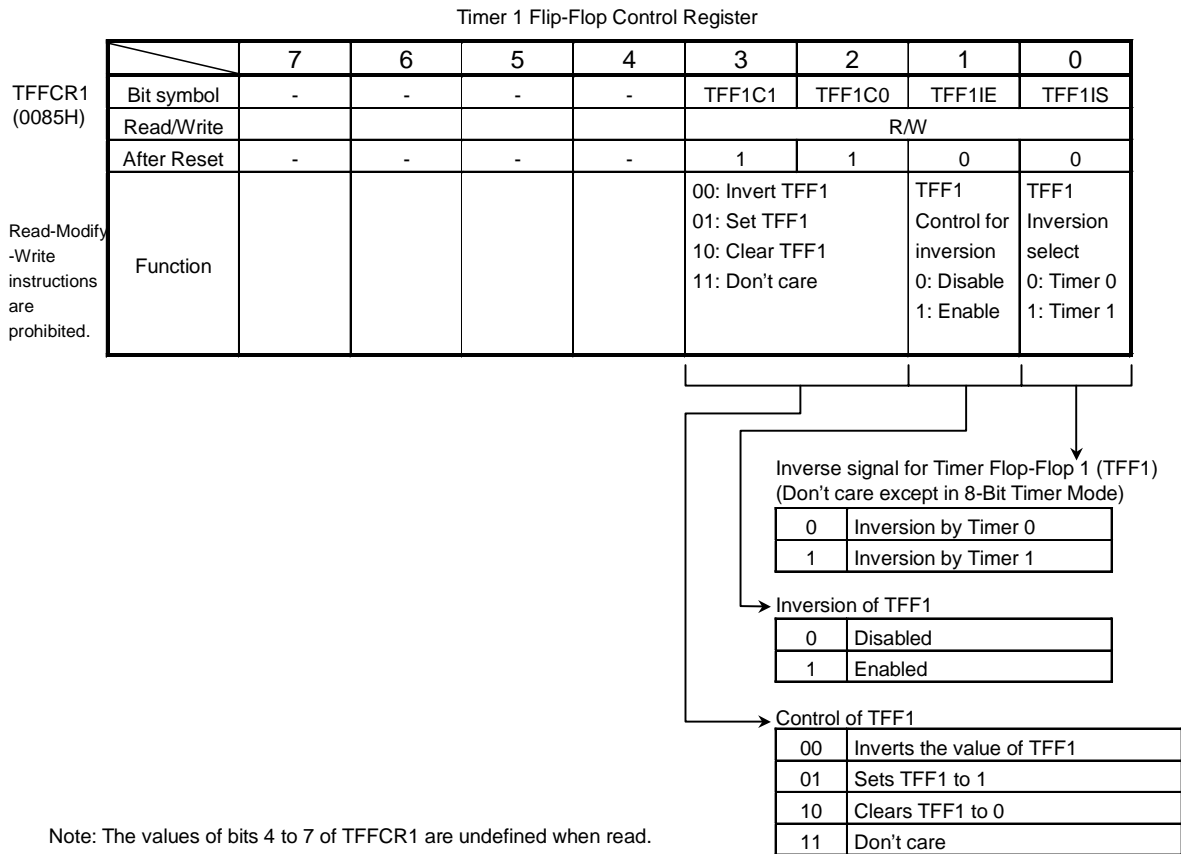 Timer 1 Flip-Flop Control Register
7 6 5 4 3 2 1 0
TFFCR1
(0085H)
Bit symbol - - - - TFF1C1 TFF1C0 TFF1IE TFF1IS
Read/Write R/W
After Reset - - - - 1 1 0 0
Read-Modify
-Write
instructions
are
prohibited.
Function
00: Invert TFF1
01: Set TFF1
10: Clear TFF1
11: Don't care
TFF1
Control for
inversion
0: Disable
1: Enable
TFF1
Inversion
select
0: Timer 0
1: Timer 1
Inverse signal for Timer Flop-Flop 1 (TFF1)
(Don't care except in 8-Bit Timer Mode)
0 Inversion by Timer 0
1 Inversion by Timer 1
Inversion of TFF1
0 Disabled
1 Enabled
Control of TFF1
00 Inverts the value of TFF1
01 Sets TFF1 to 1
10 Clears TFF1 to 0
11 Don't care
Note: The values of bits 4 to 7 of TFFCR1 are undefined when read.